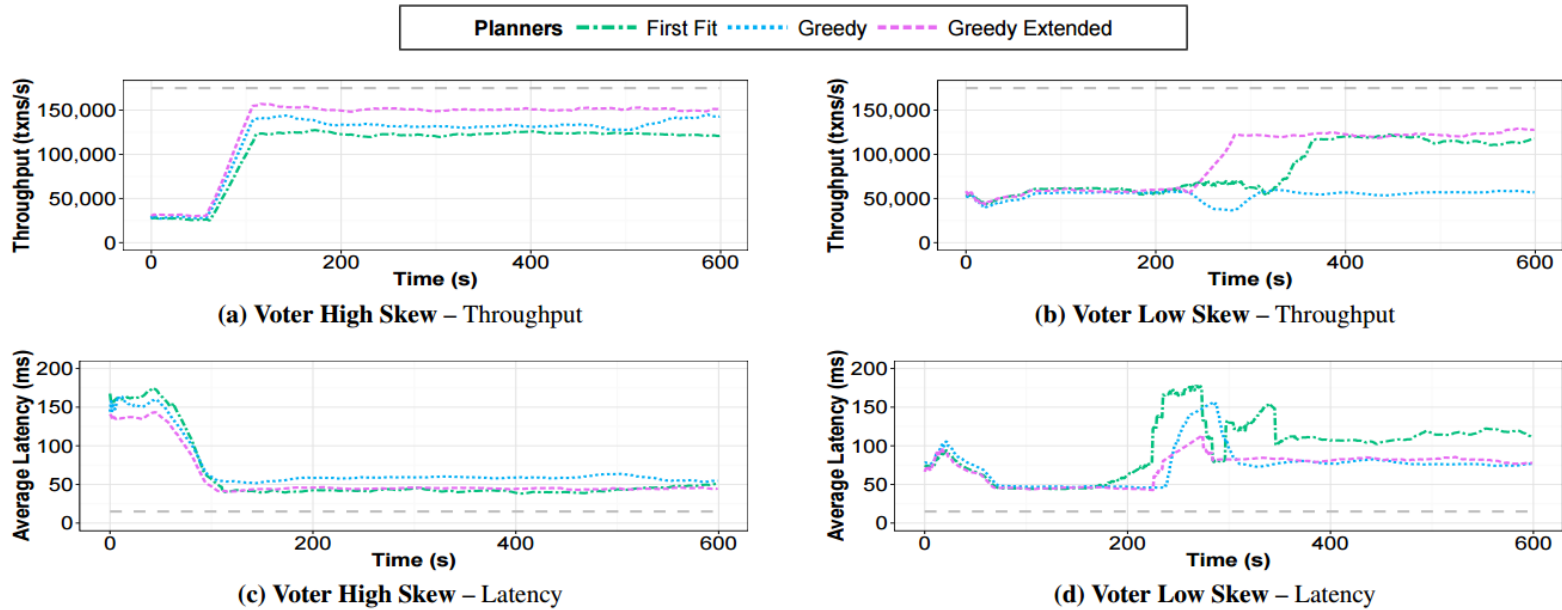 Planners First Fit Greedy Greedy Extended
Throughput (txns/s)
150,000
100,000
50,000
0
0 200 400 600
Time (s)
(a) Voter High Skew – Throughput
Throughput (txns/s)
150,000
100,000
50,000
0
0 200 400 600
Time (s)
(b) Voter Low Skew – Throughput
Average Latency (ms)
200
150
100
50
0
0 200 400 600
Time (s)
(c) Voter High Skew – Latency
Average Latency (ms)
200
150
100
50
0
0 200 400 600
Time (s)
(d) Voter Low Skew – Latency